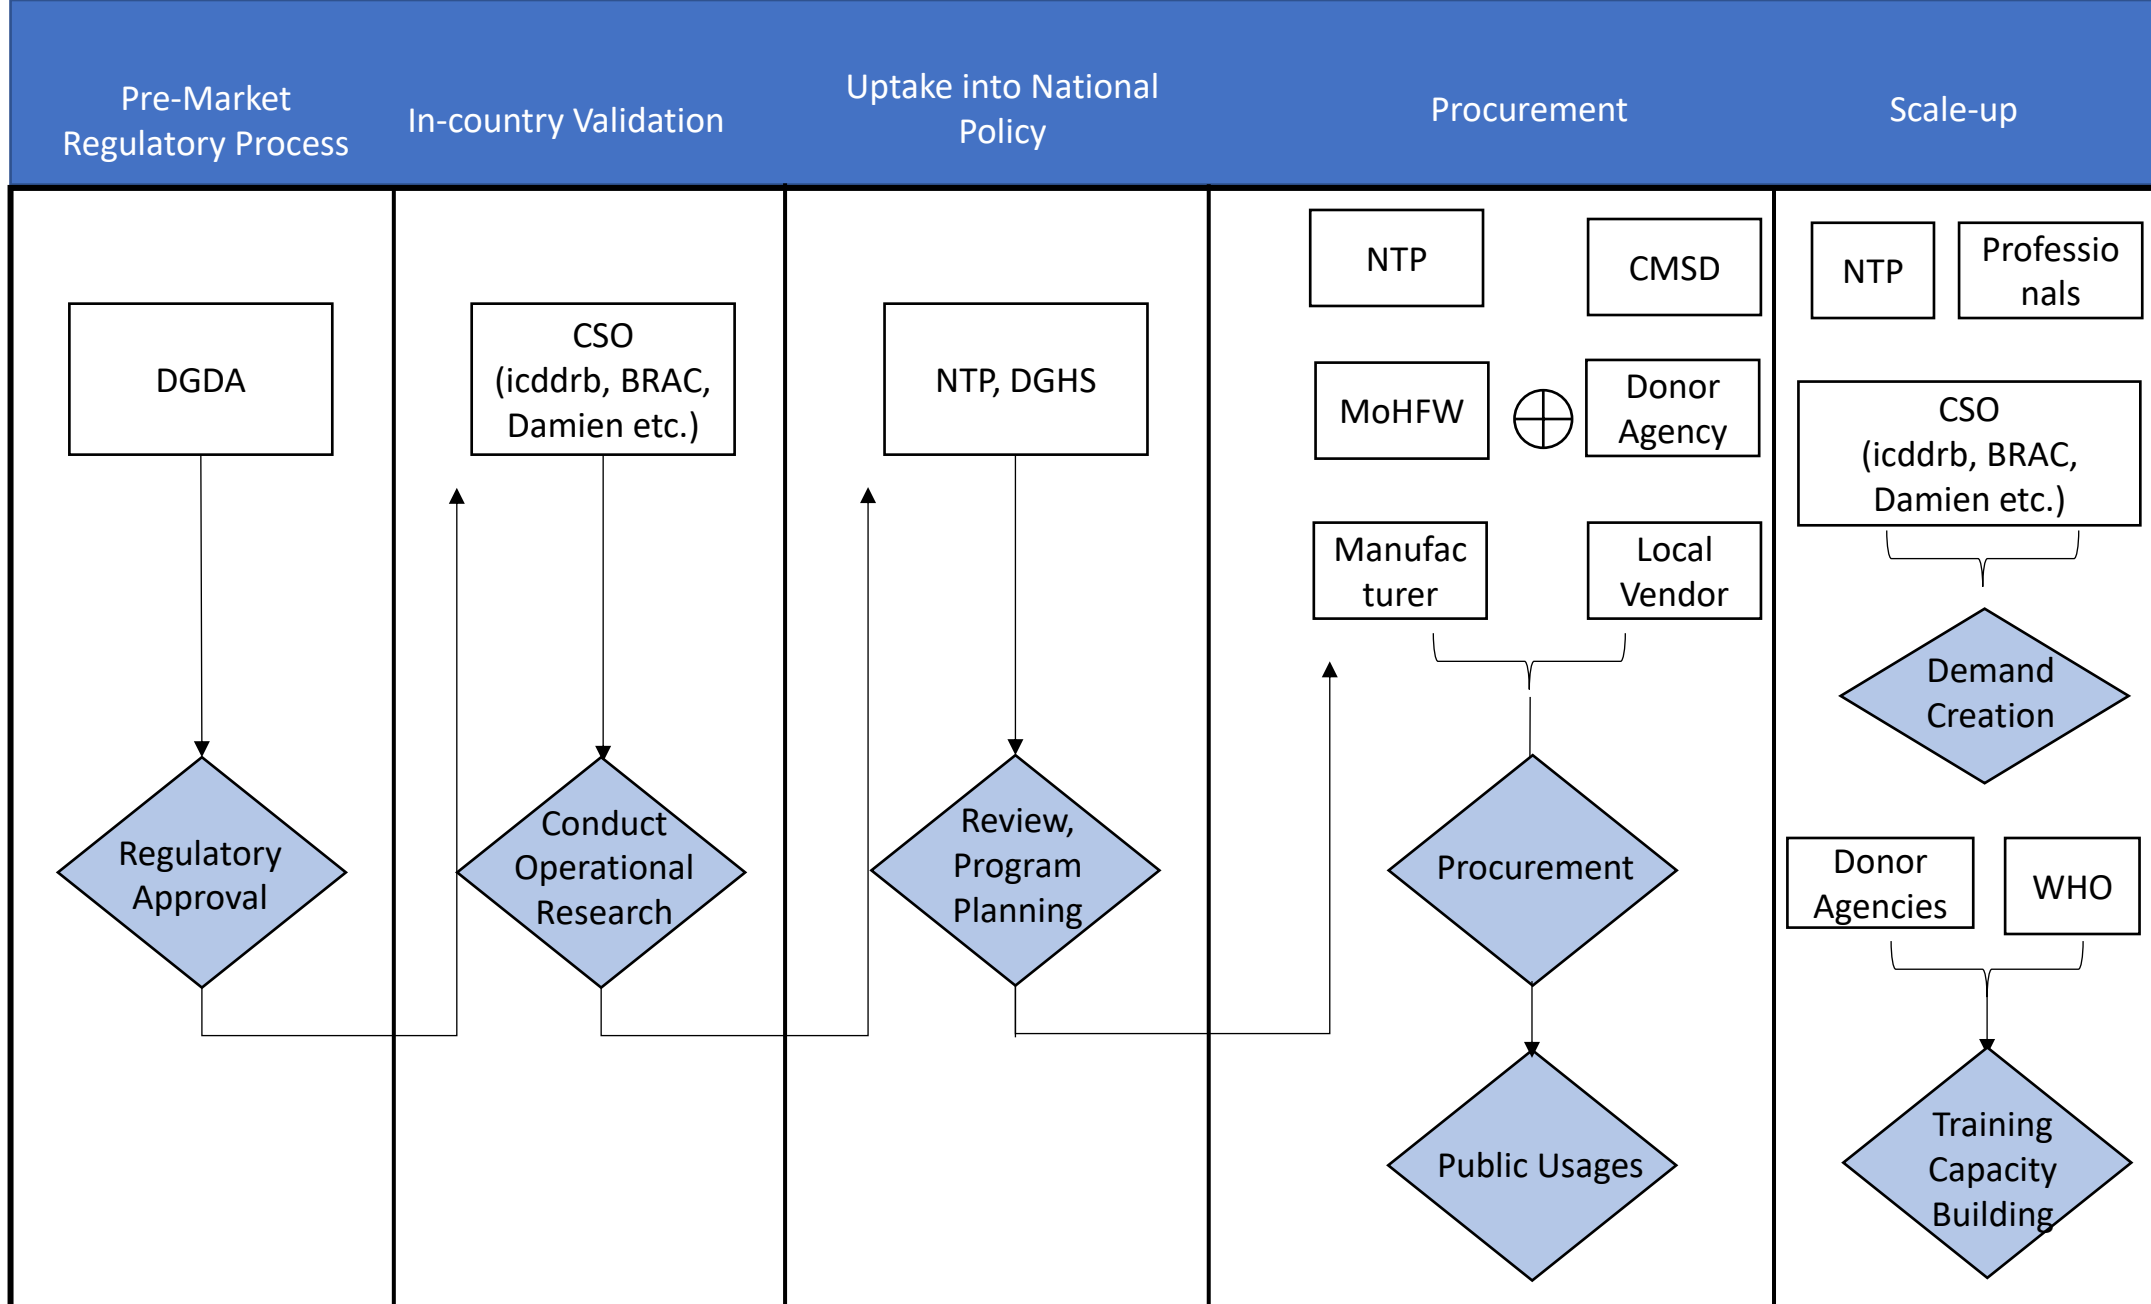 Pre-Market
Regulatory Process
In-country Validation
Uptake into National
Policy
Procurement
Scale-up
DGDA
Regulatory
Approval
CSO
(icddrb, BRAC,
Damien etc.)
Conduct
Operational
Research
NTP, DGHS
Review,
Program
Planning
NTP
CMSD
MoHFW
Donor
Agency
Manufac
turer
Local
Vendor
Procurement
Public Usages
NTP
Professio
nals
CSO
(icddrb, BRAC,
Damien etc.)
Demand
Creation
Donor
Agencies
WHO
Training
Capacity
Building